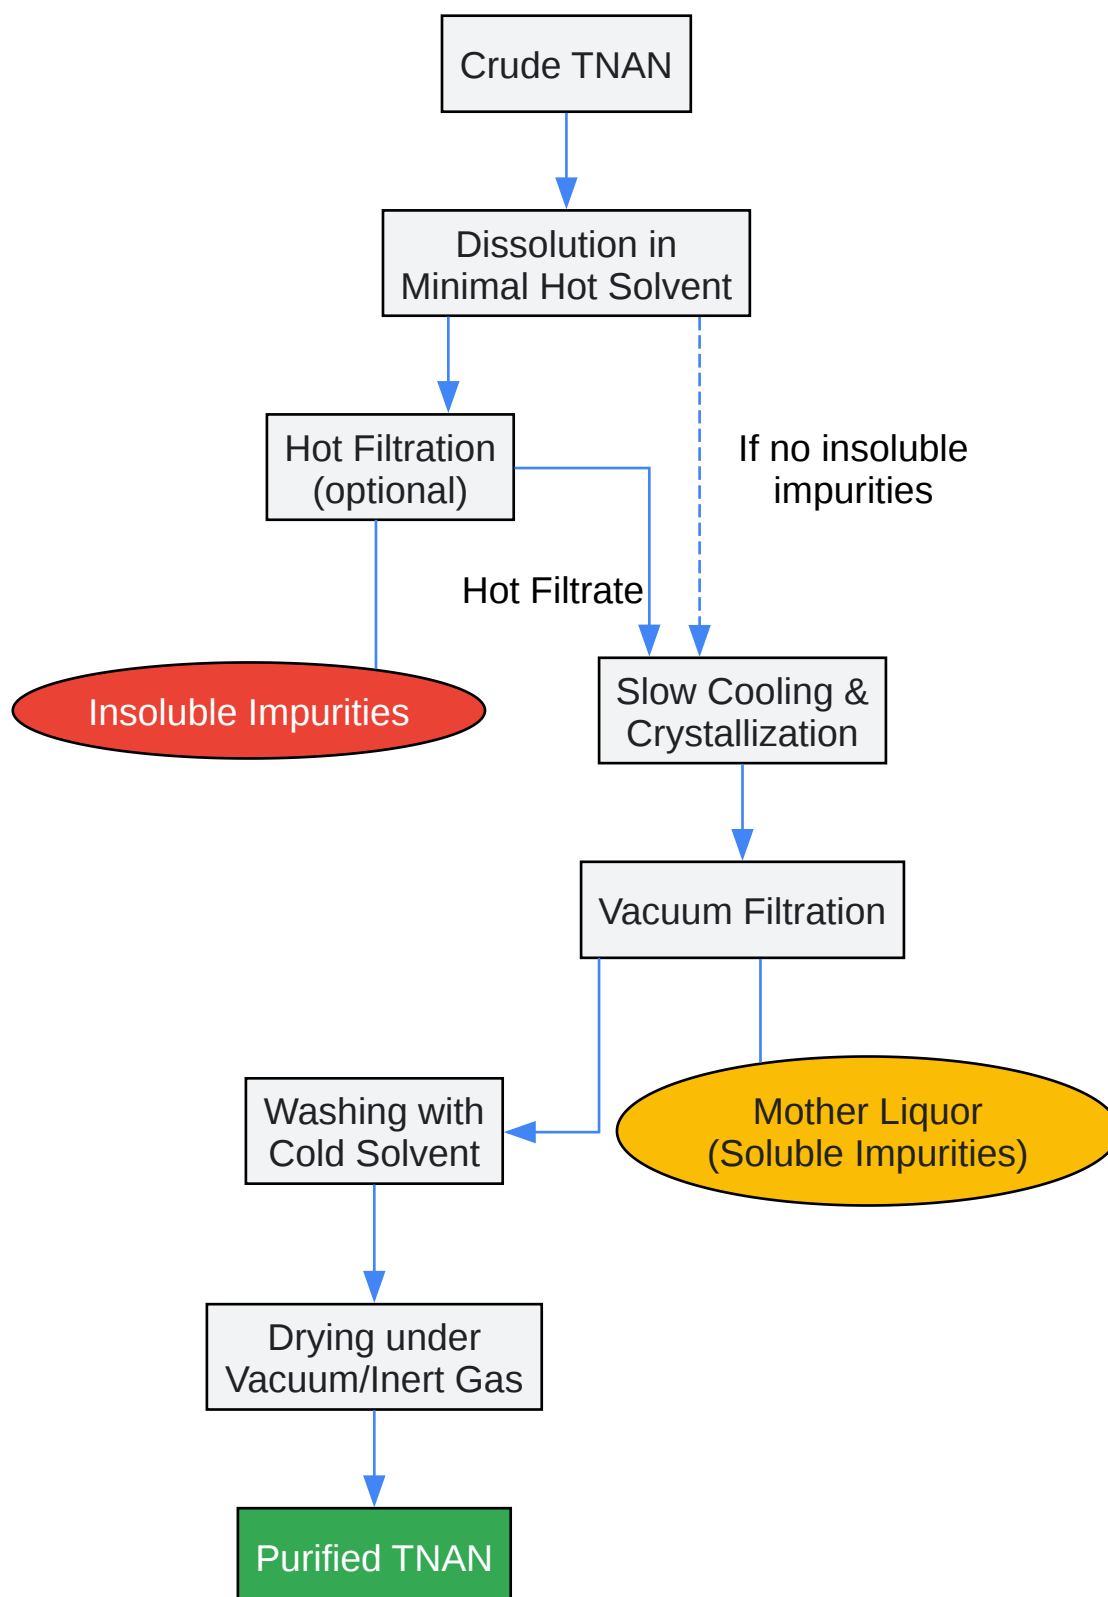 Crude TNAN
Dissolution in
Minimal Hot Solvent
Hot Filtration
(optional)
If no insoluble
impurities
Hot Filtrate
Insoluble Impurities
Slow Cooling &
Crystallization
Vacuum Filtration
Washing with
Cold Solvent
Mother Liquor
(Soluble Impurities)
Drying under
Vacuum/Inert Gas
Purified TNAN